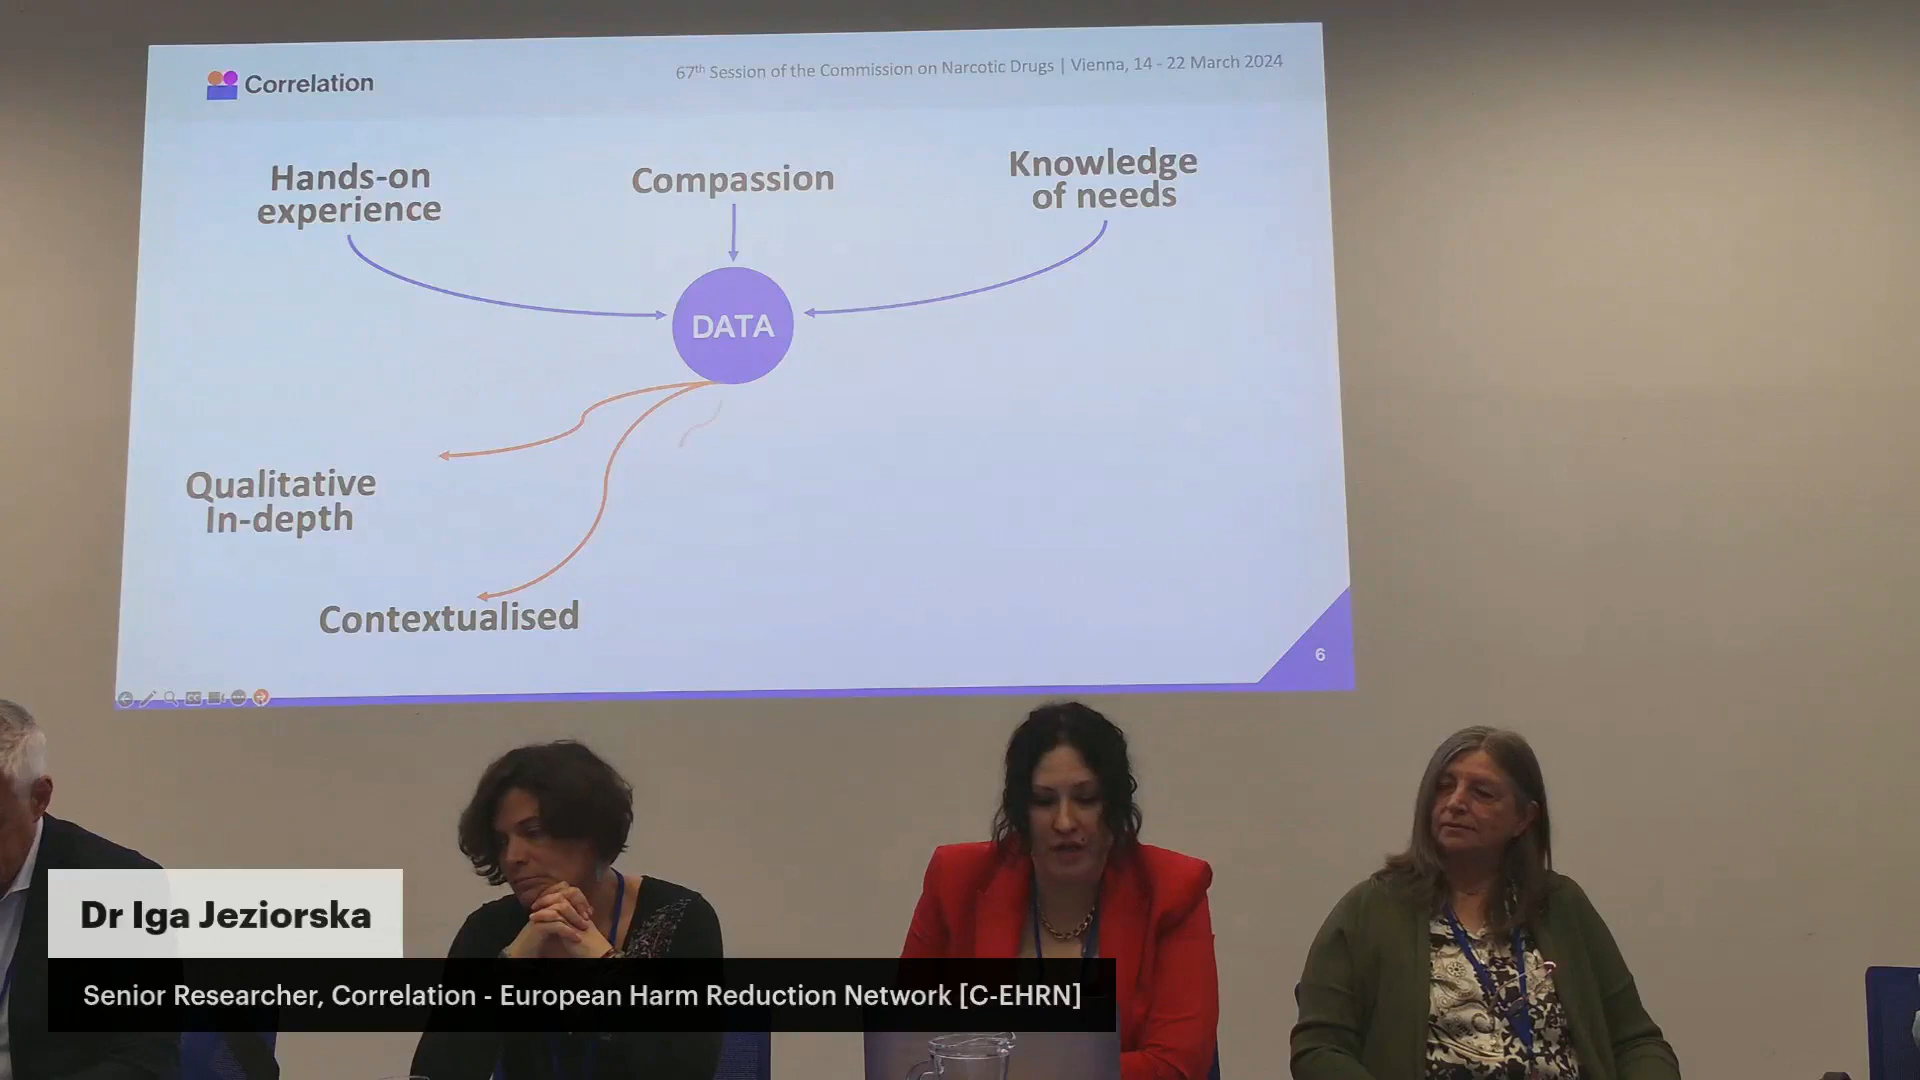 Correlation
67th Session of the Commission on Narcotic Drugs | Vienna, 14 - 22 March 2024
Hands-on
experience
Compassion
Knowledge
of needs
DATA
Qualitative
In-depth
Contextualised
6
CC
Dr Iga Jeziorska
Senior Researcher, Correlation - European Harm Reduction Network [C-EHRN]